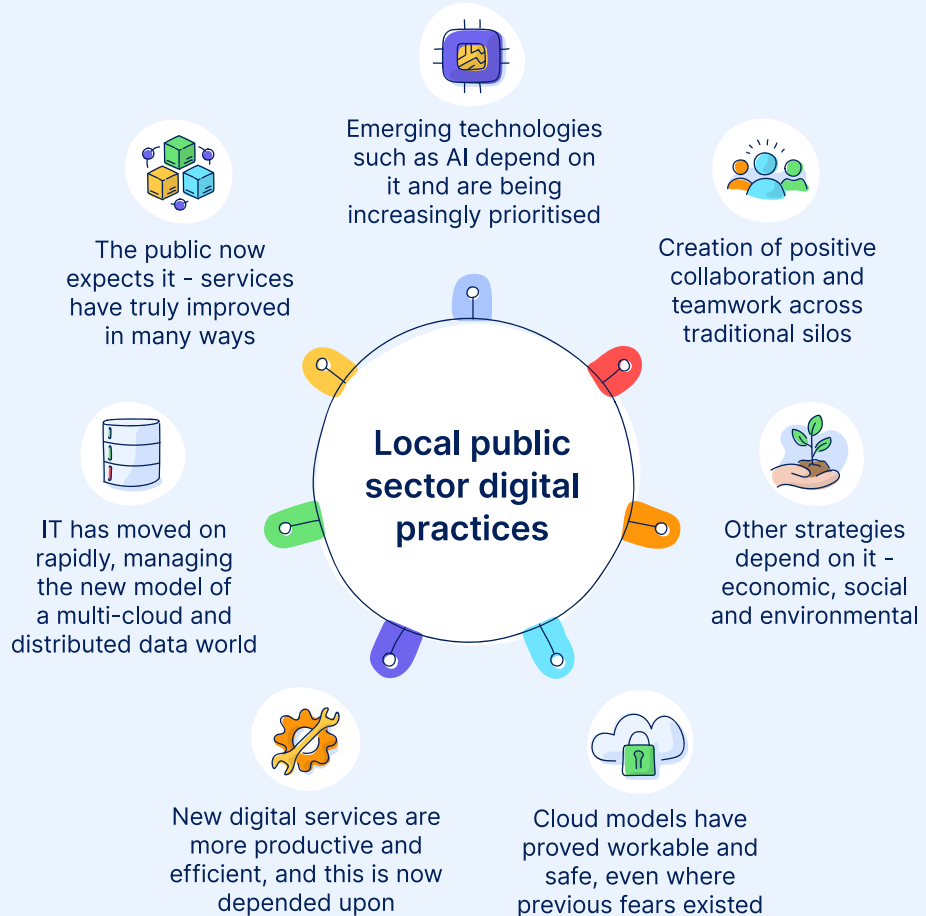 Emerging technologies
such as AI depend on
it and are being
increasingly prioritised
Creation of positive
collaboration and
teamwork across
traditional silos
Other strategies
depend on it -
economic, social
and environmental
Cloud models have
proved workable and
safe, even where
previous fears existed
New digital services are
more productive and
efficient, and this is now
depended upon
IT has moved on
rapidly, managing
the new model of
a multi-cloud and
distributed data world
The public now
expects it - services
have truly improved
in many ways
Local public
sector digital
practices